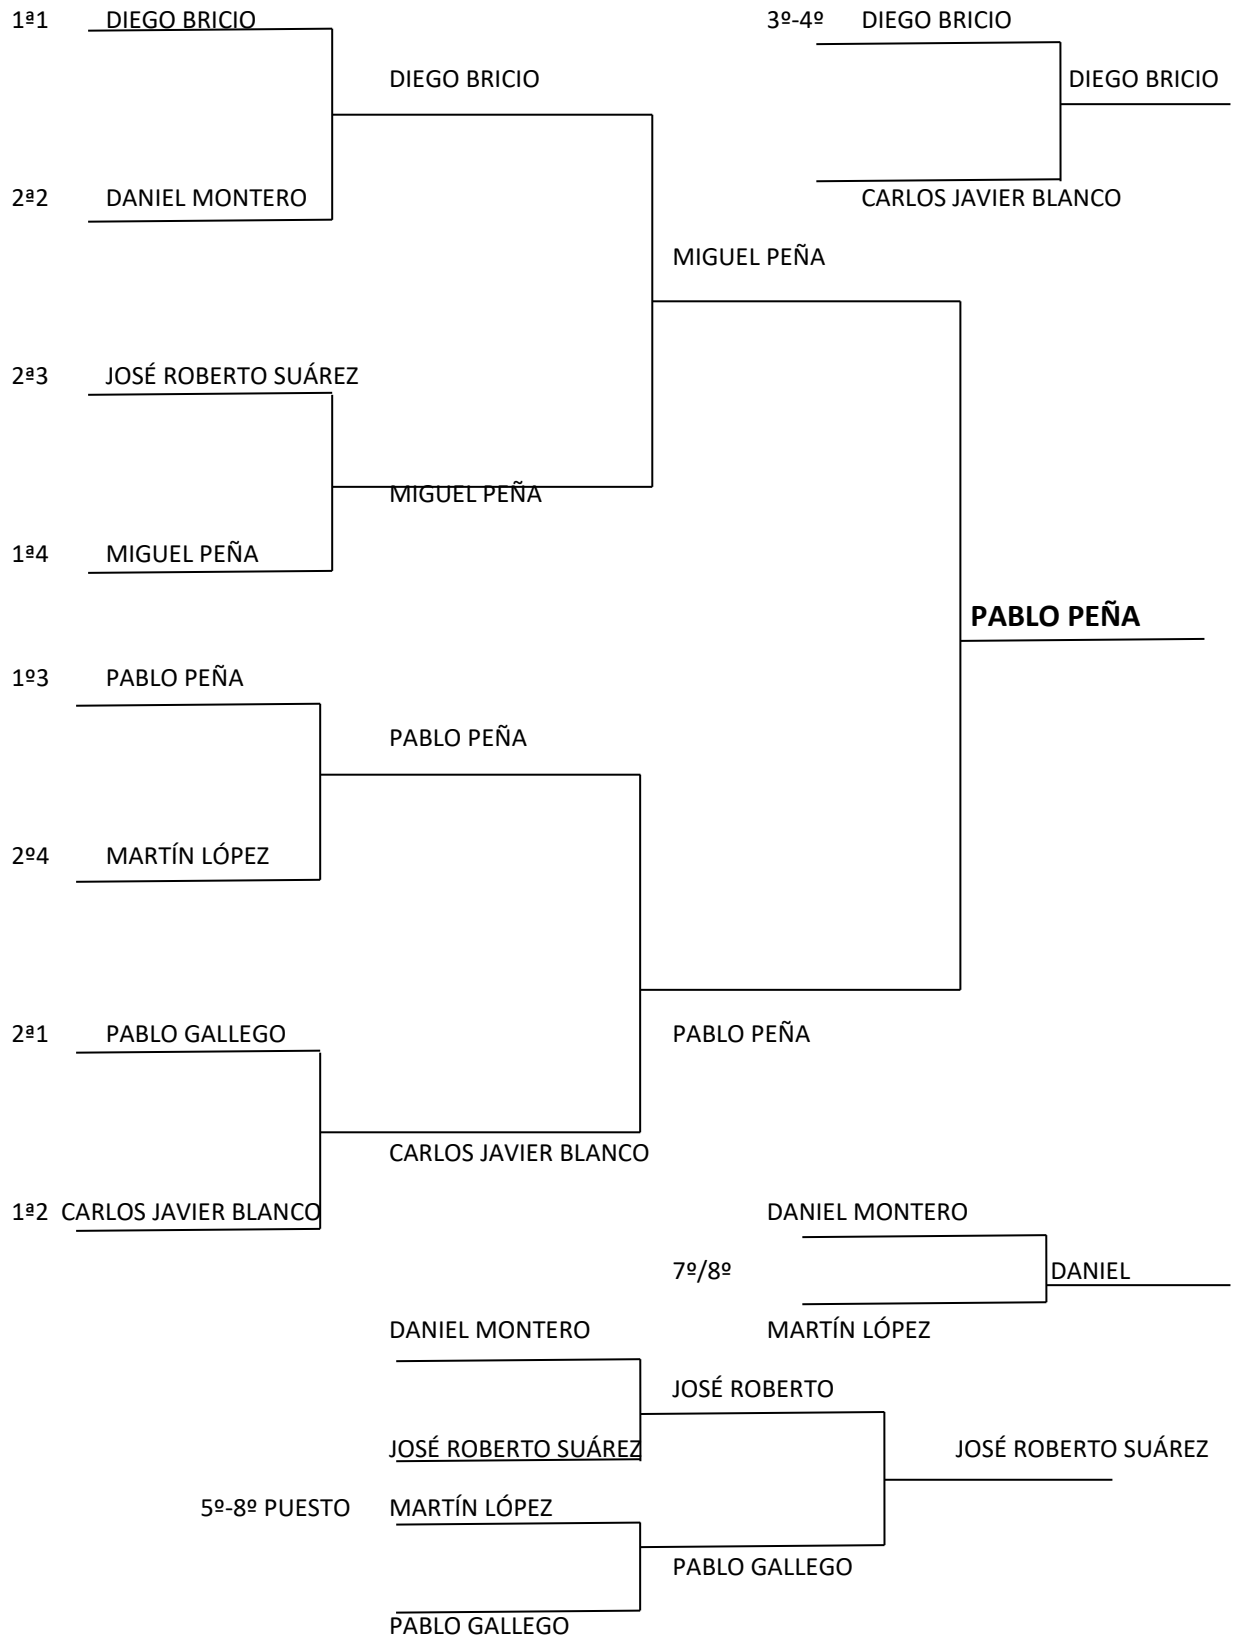 1ª1 DIEGO BRICIO 3º-4º DIEGO BRICIO
DIEGO BRICIO DIEGO BRICIO
2ª2 DANIEL MONTERO CARLOS JAVIER BLANCO
MIGUEL PEÑA
2ª3 JOSÉ ROBERTO SUÁREZ
MIGUEL PEÑA
1ª4 MIGUEL PEÑA
PABLO PEÑA
1º3 PABLO PEÑA
PABLO PEÑA
2º4 MARTÍN LÓPEZ
2ª1 PABLO GALLEGO PABLO PEÑA
CARLOS JAVIER BLANCO
1ª2 CARLOS JAVIER BLANCO DANIEL MONTERO
7º/8º DANIEL
DANIEL MONTERO MARTÍN LÓPEZ
JOSÉ ROBERTO
JOSÉ ROBERTO SUÁREZ JOSÉ ROBERTO SUÁREZ
5º-8º PUESTO MARTÍN LÓPEZ
PABLO GALLEGO
PABLO GALLEGO